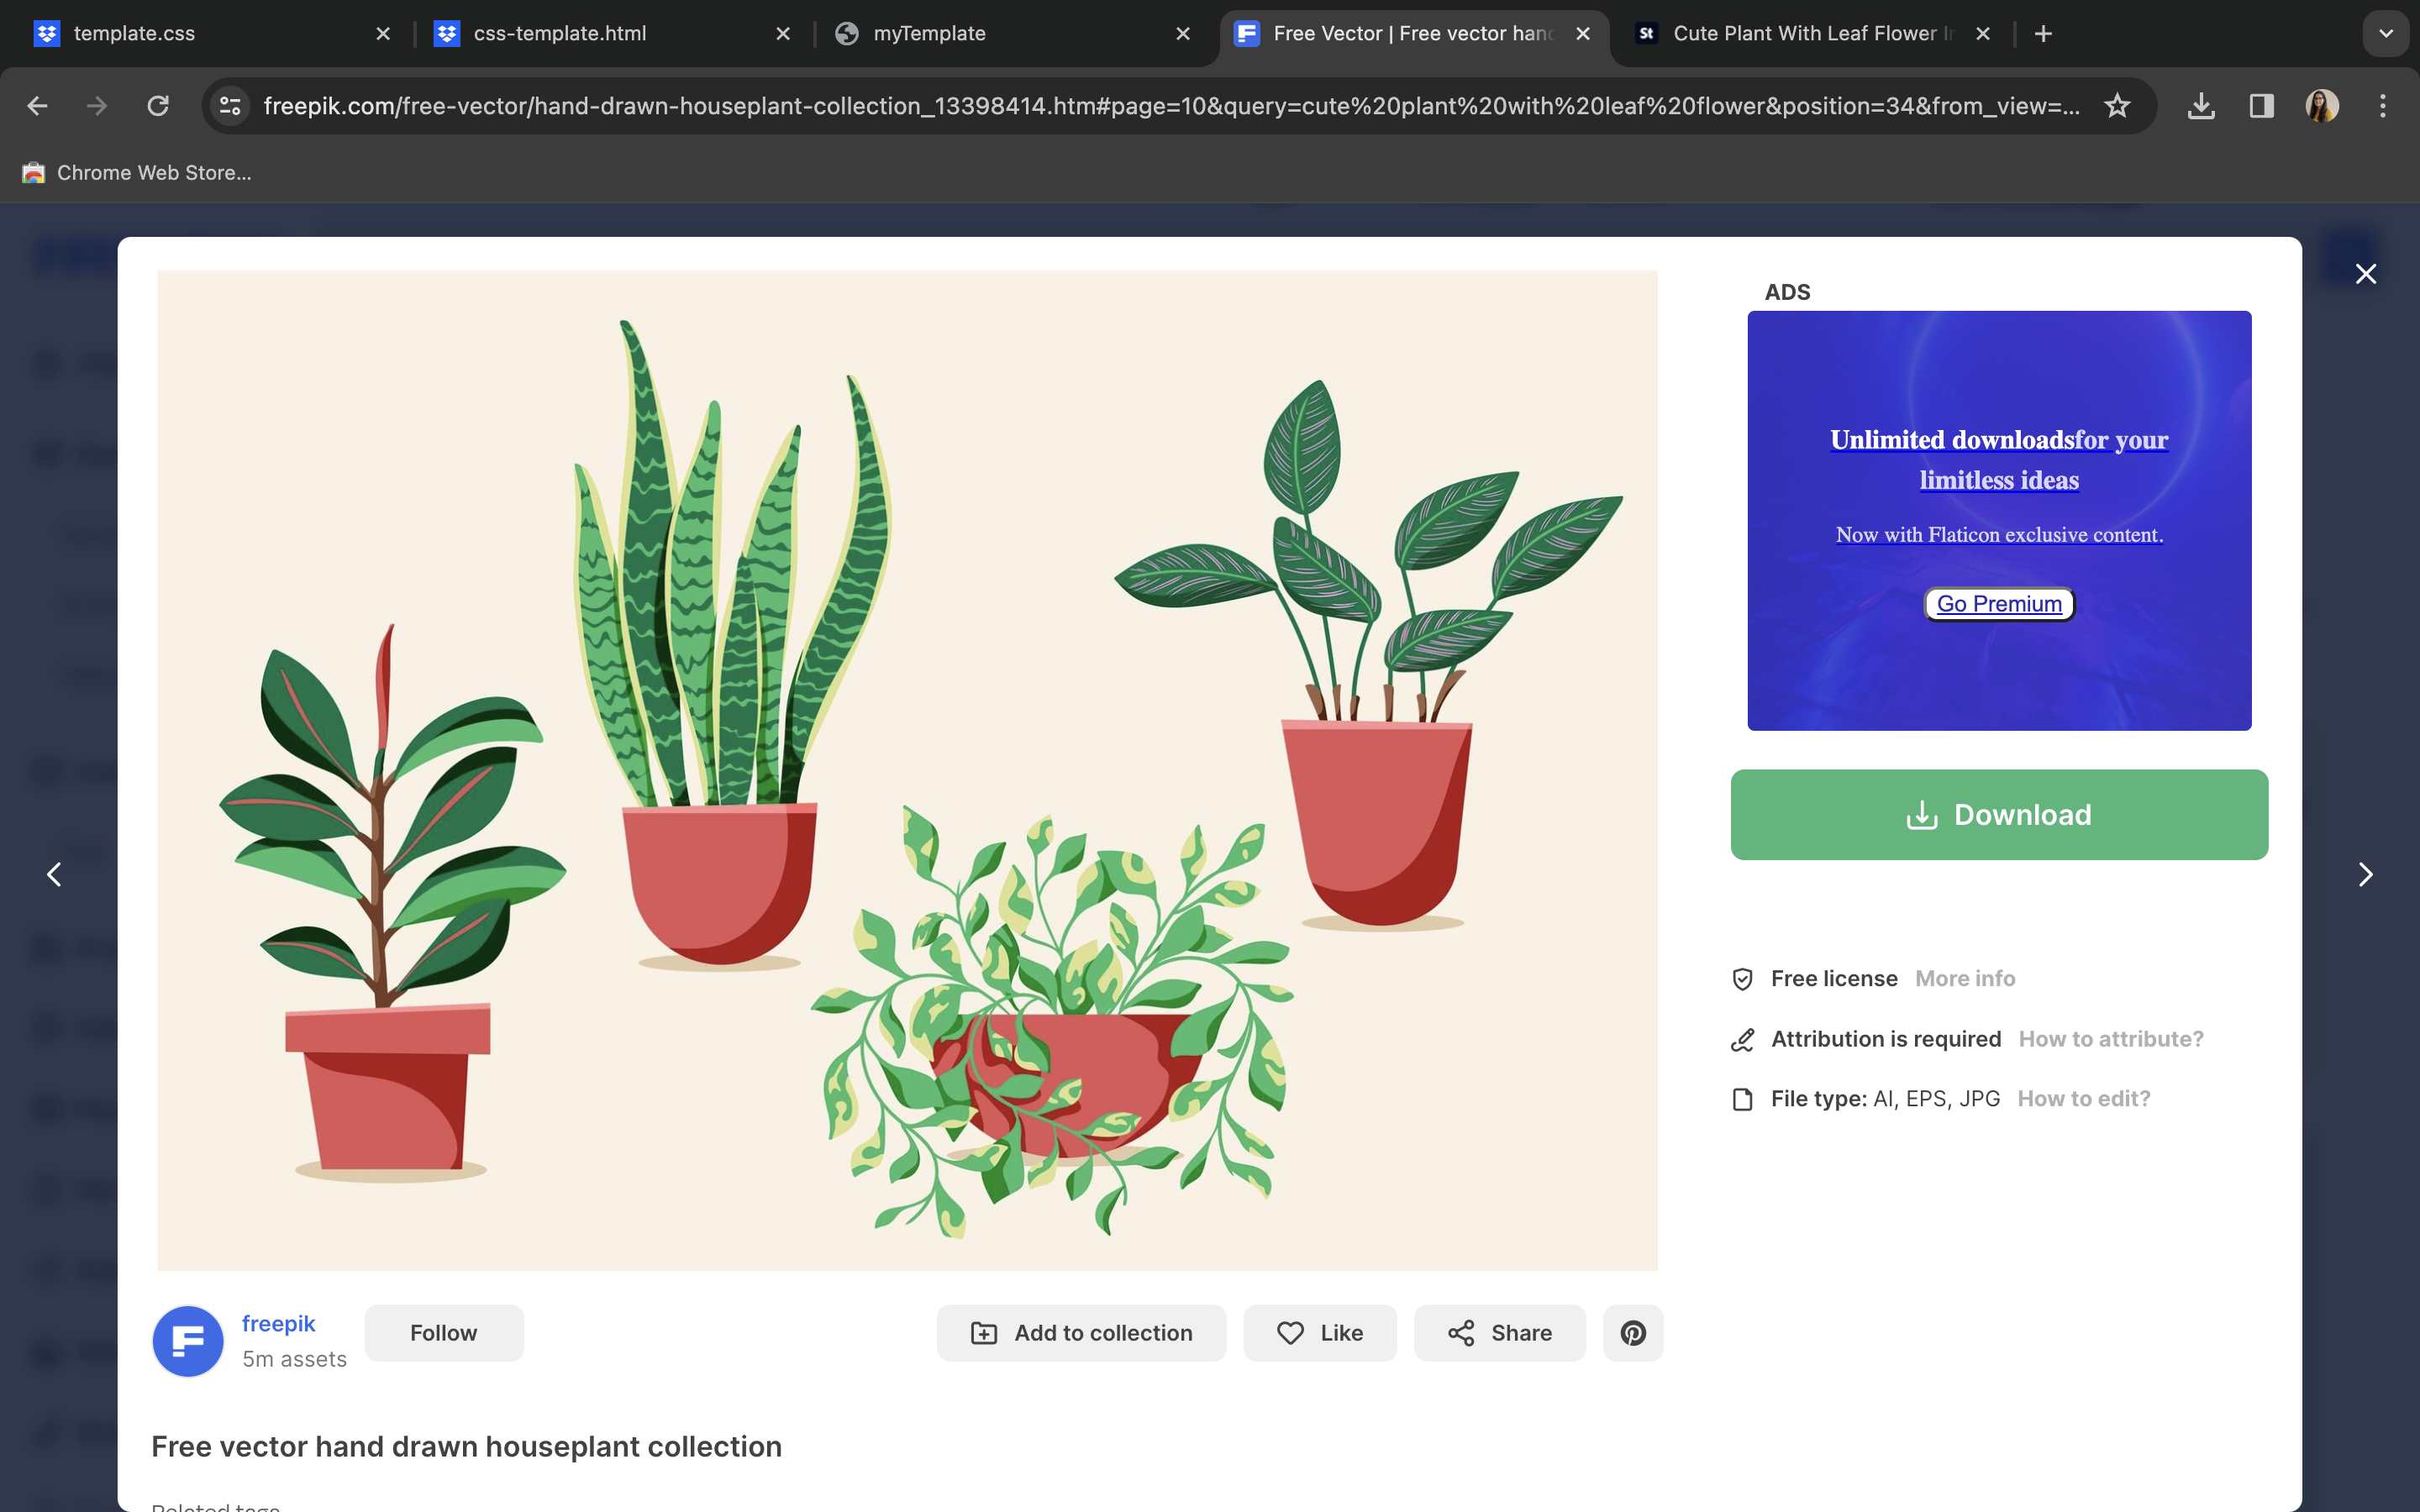 template.css
css-template.html
myTemplate
Free Vector | Free vector hand
Cute Plant With Leaf Flower
freepik.com/free-vector/hand-drawn-houseplant-collection_13398414.htm#page=10&query=cute%20plant%20with%20leaf%20flower&position=34&from_view=...
Chrome Web Store...
ADS
Unlimited downloadsfor your
limitless ideas
Now with Flaticon exclusive content.
Go Premium
Download
Free license More info
Attribution is required How to attribute?
File type: AI, EPS, JPG How to edit?
freepik
5m assets
Follow
Add to collection
Like
Share
Free vector hand drawn houseplant collection
Related tags